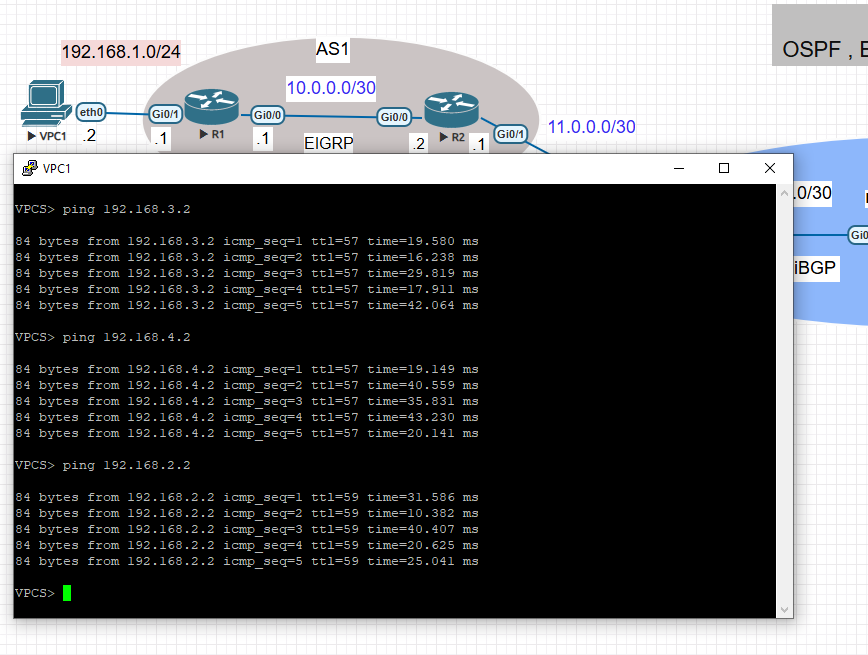 192.168.1.0/24
AS1
OSPF , E
10.0.0.0/30
eth0
Gi0/1
Gi0/0
Gi0/0
11.0.0.0/30
VPC1
.2
.1
R1
.1
EIGRP
.2
R2
.1
Gi0/1
VPC1
.0/30
Gi0
iBGP
VPCS> ping 192.168.3.2
84 bytes from 192.168.3.2 icmp_seq=1 ttl=57 time=19.580 ms
84 bytes from 192.168.3.2 icmp_seq=2 ttl=57 time=16.238 ms
84 bytes from 192.168.3.2 icmp_seq=3 ttl=57 time=29.819 ms
84 bytes from 192.168.3.2 icmp_seq=4 ttl=57 time=17.911 ms
84 bytes from 192.168.3.2 icmp_seq=5 ttl=57 time=42.064 ms
VPCS> ping 192.168.4.2
84 bytes from 192.168.4.2 icmp_seq=1 ttl=57 time=19.149 ms
84 bytes from 192.168.4.2 icmp_seq=2 ttl=57 time=40.559 ms
84 bytes from 192.168.4.2 icmp_seq=3 ttl=57 time=35.831 ms
84 bytes from 192.168.4.2 icmp_seq=4 ttl=57 time=43.230 ms
84 bytes from 192.168.4.2 icmp_seq=5 ttl=57 time=20.141 ms
VPCS> ping 192.168.2.2
84 bytes from 192.168.2.2 icmp_seq=1 ttl=59 time=31.586 ms
84 bytes from 192.168.2.2 icmp_seq=2 ttl=59 time=10.382 ms
84 bytes from 192.168.2.2 icmp_seq=3 ttl=59 time=40.407 ms
84 bytes from 192.168.2.2 icmp_seq=4 ttl=59 time=20.625 ms
84 bytes from 192.168.2.2 icmp_seq=5 ttl=59 time=25.041 ms
VPCS>